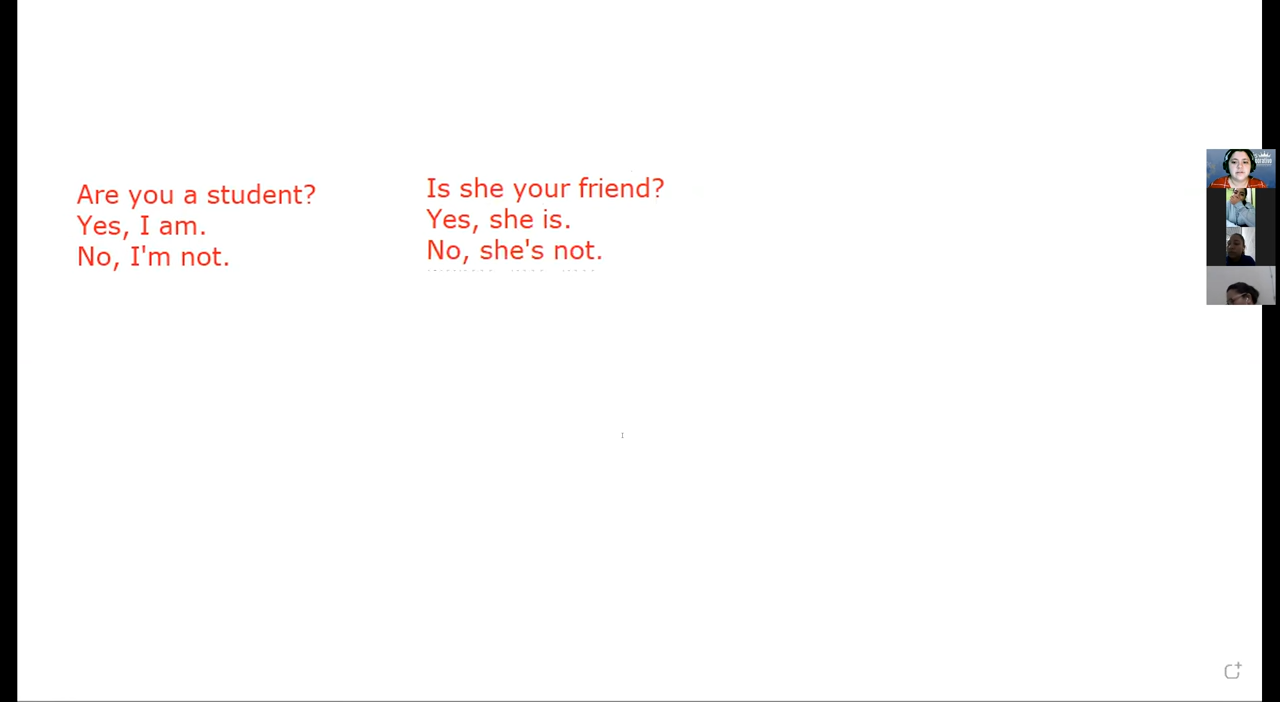 Are you a student?
Yes, I am.
No, I'm not.
Is she your friend?
Yes, she is.
No, she's not.